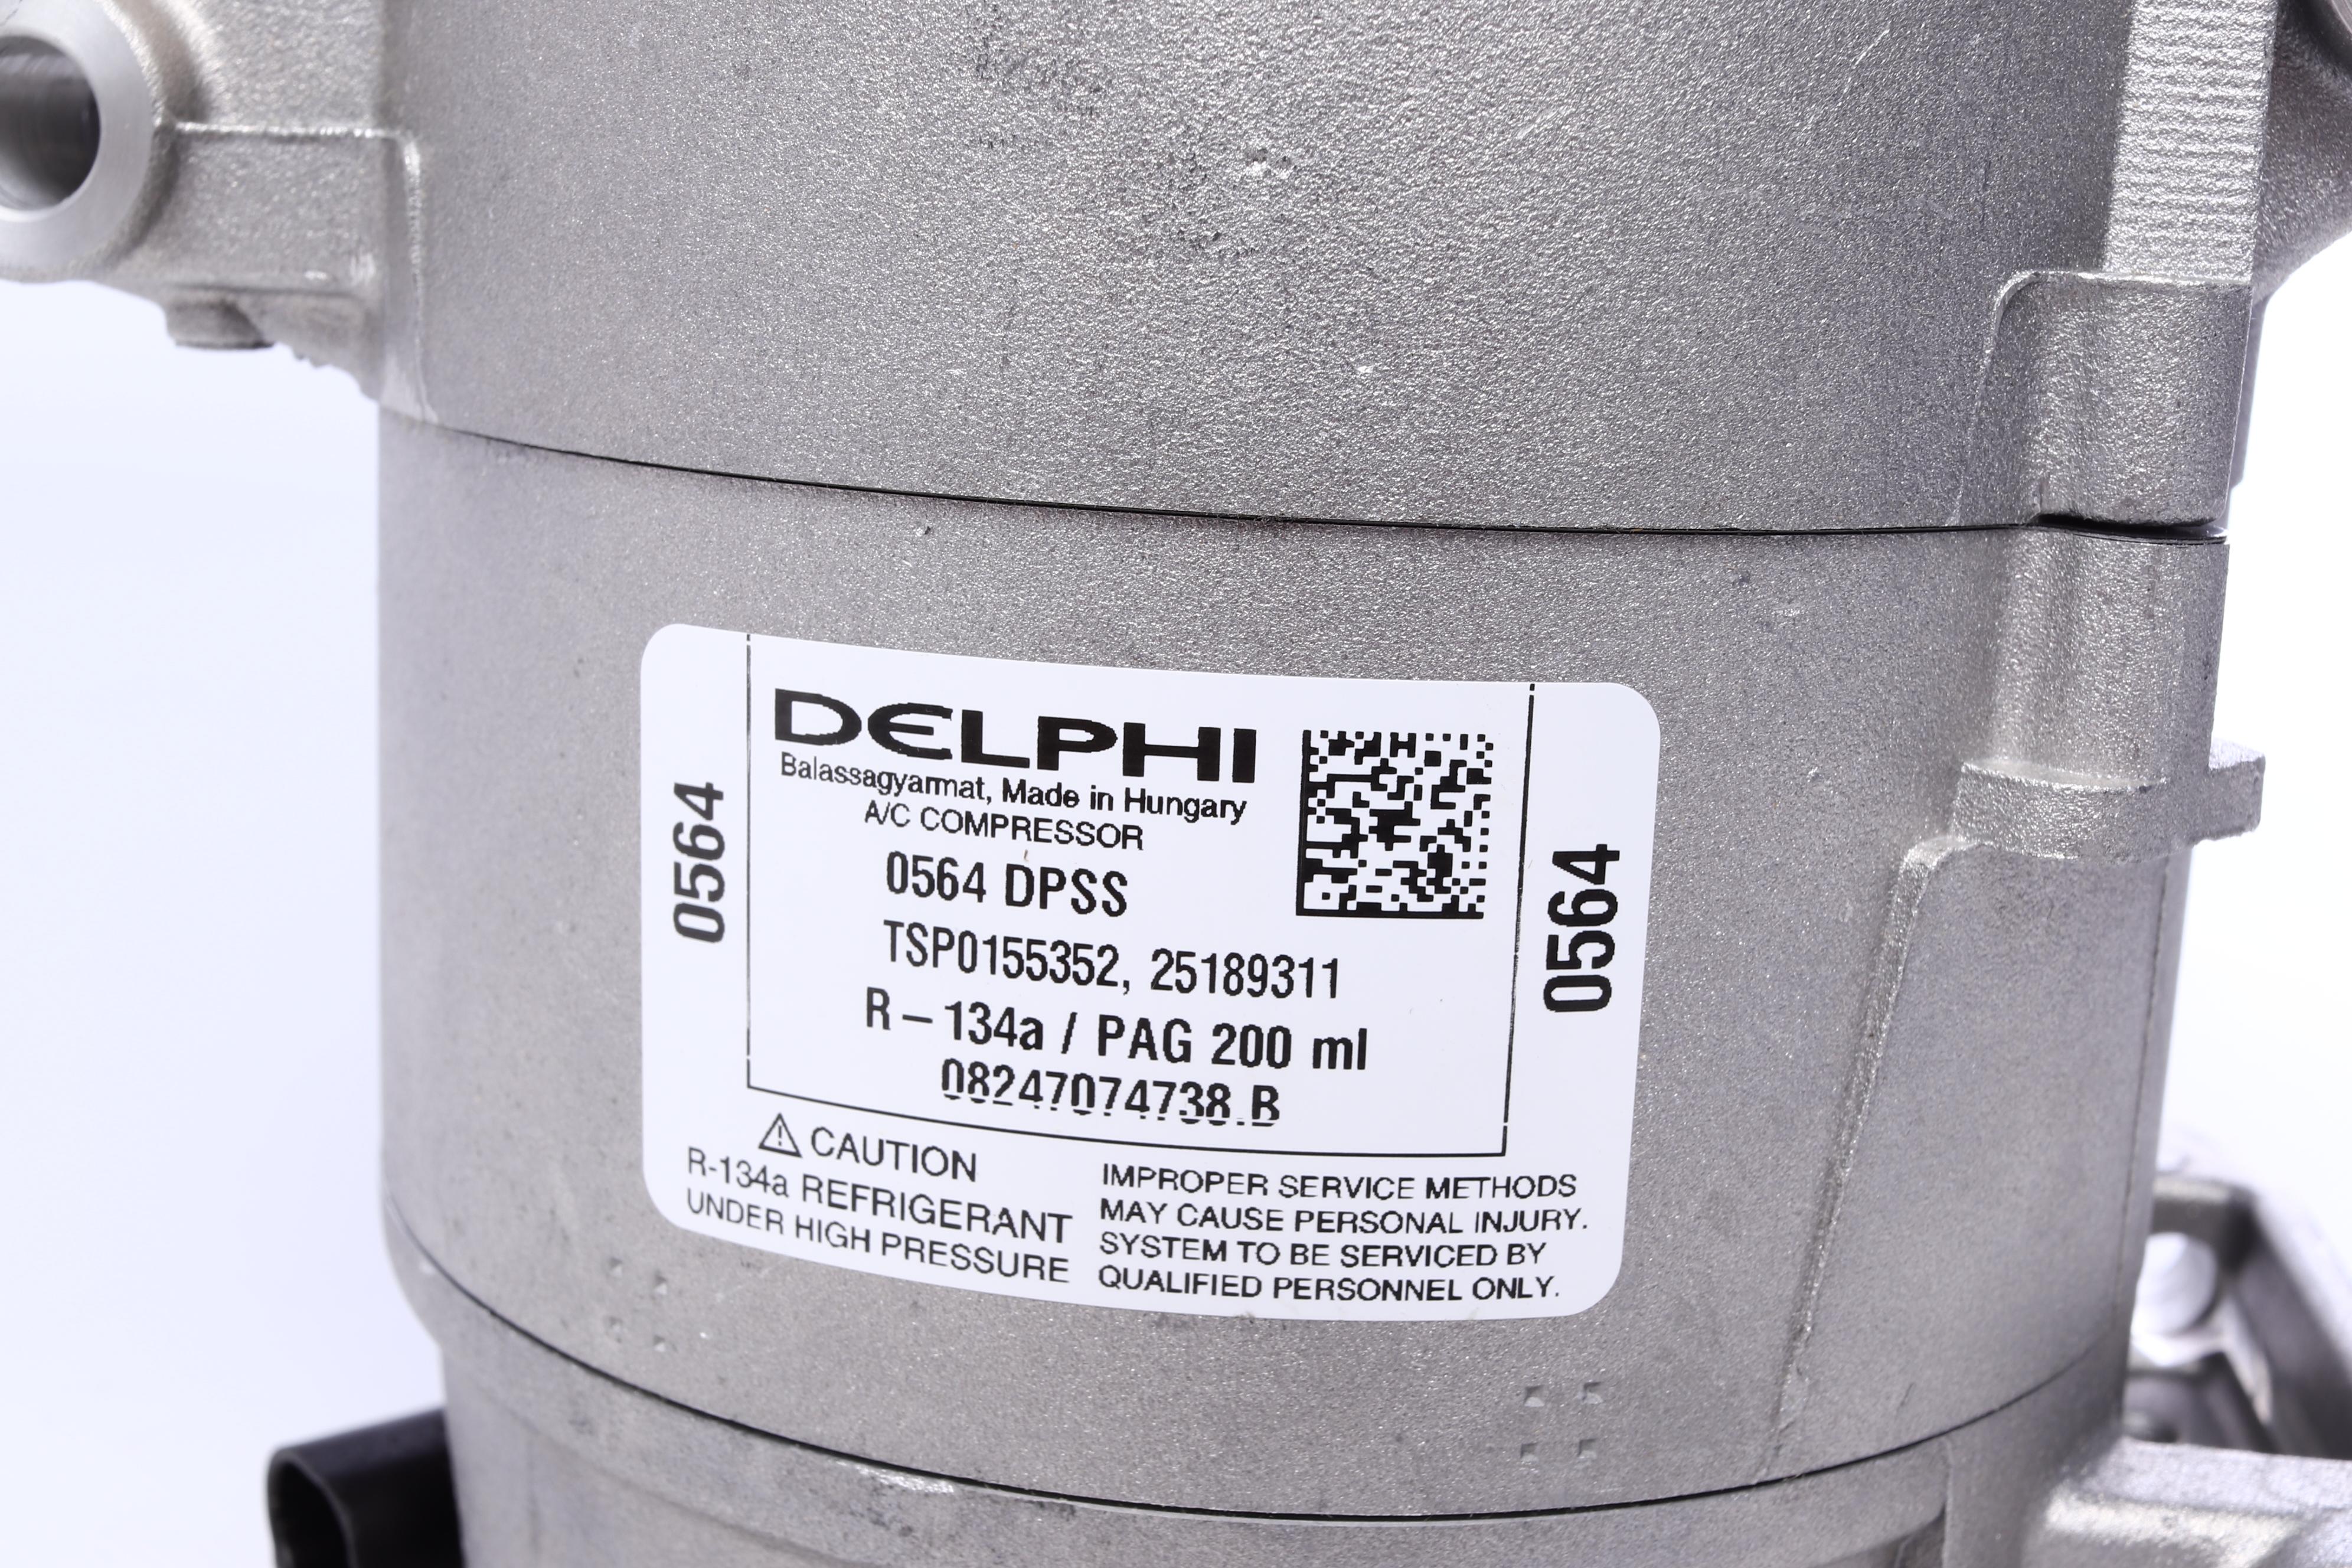 DELPHI
Balassagyarmat, Made in Hungary
A/C COMPRESSOR
0564 DPSS
TSP0155352, 25189311
R – 134a / PAG 200 ml
08247074738.B
0564
0564
CAUTION
R-134a REFRIGERANT
UNDER HIGH PRESSURE
IMPROPER SERVICE METHODS
MAY CAUSE PERSONAL INJURY.
SYSTEM TO BE SERVICED BY
QUALIFIED PERSONNEL ONLY.